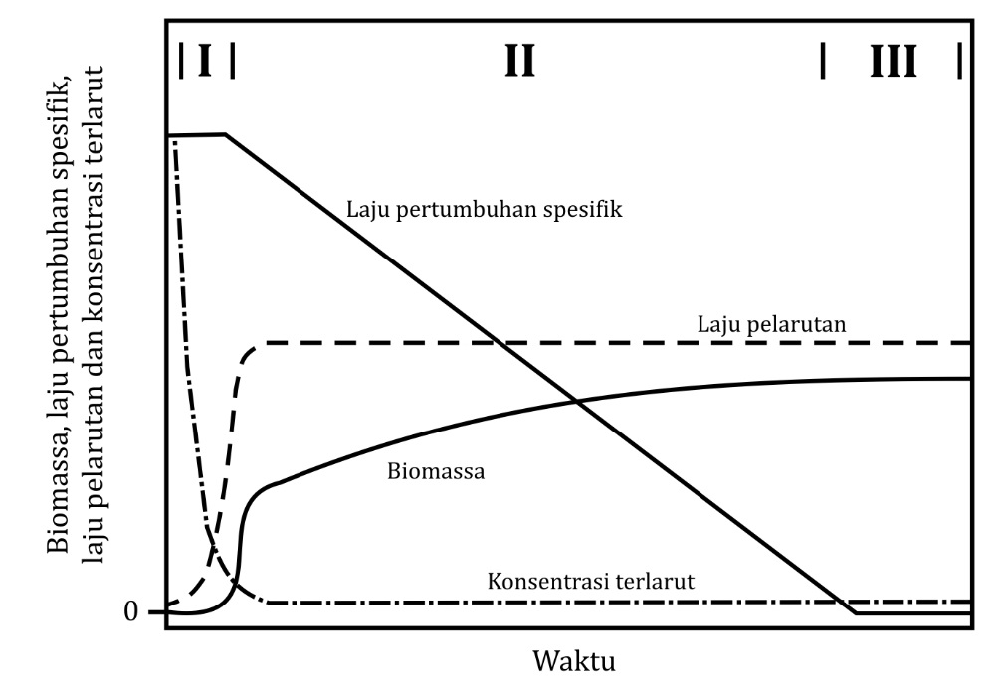 Biomassa, laju pertumbuhan spesifik,
laju pelarutan dan konsentrasi terlarut
I
II
III
Laju pertumbuhan spesifik
Laju pelarutan
Biomassa
Konsentrasi terlarut
0
Waktu